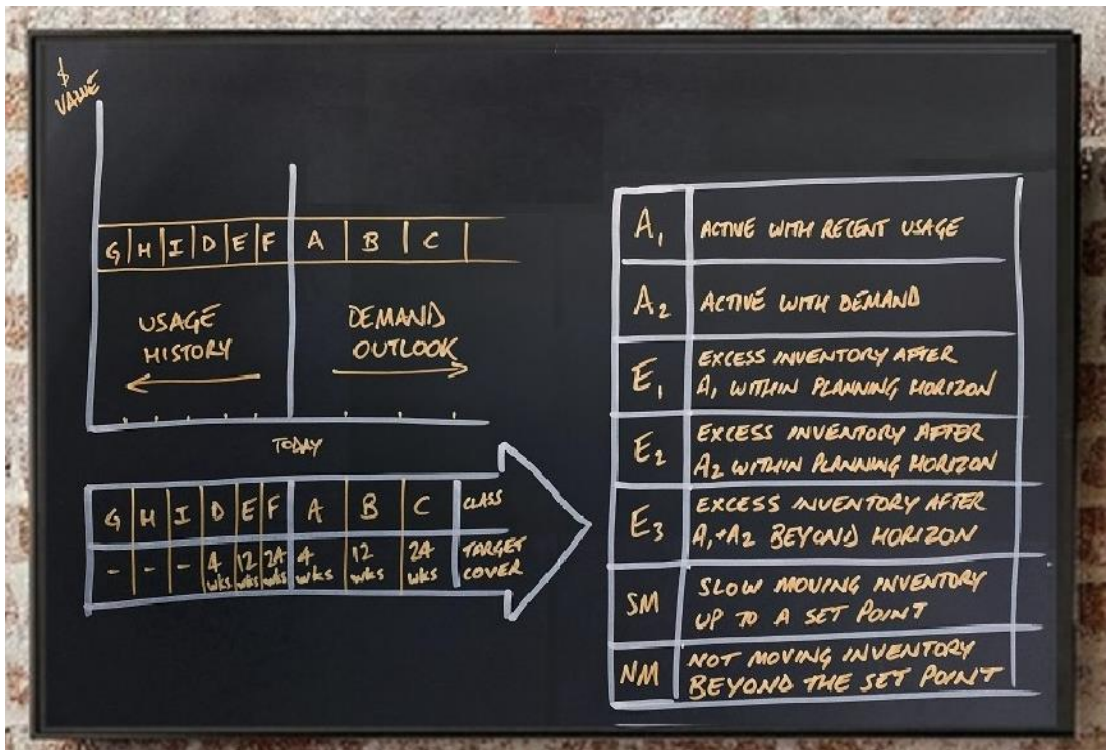 $
VALUE
G H I D E F A B C
USAGE
HISTORY
DEMAND
OUTLOOK
TODAY
G H I D E F A B C CLASS
- - - 4 wks 12 wks 24 wks 4 wks 12 wks 24 wks TARGET COVER
A1 ACTIVE WITH RECENT USAGE
A2 ACTIVE WITH DEMAND
E1 EXCESS INVENTORY AFTER
A1 WITHIN PLANNING HORIZON
E2 EXCESS INVENTORY AFTER
A2 WITHIN PLANNING HORIZON
E3 EXCESS INVENTORY AFTER
A1+A2 BEYOND HORIZON
SM SLOW MOVING INVENTORY
UP TO A SET POINT
NM NOT MOVING INVENTORY
BEYOND THE SET POINT